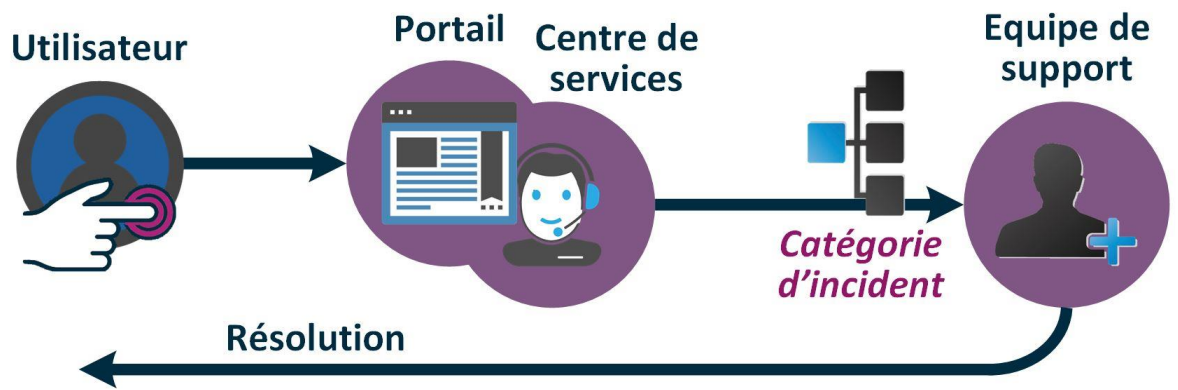 Utilisateur
Portail
Centre de
services
Equipe de
support
Catégorie
d’incident
Résolution